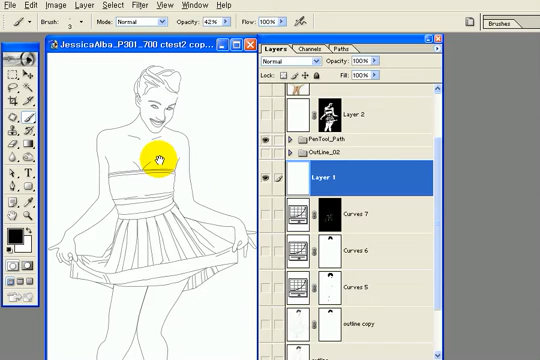 File Edit Image Layer Select Filter View Window Help
Brush: 3 Mode: Normal Opacity: 42% Flow: 100%
Brushes
JessicaAlba_P301_700 ctest2 cop...
Layers Channels Paths
Normal Opacity: 100%
Lock: Fill: 100%
Layer 2
PenTool_Path
OutLine_02
Layer 1
Curves 7
Curves 6
Curves 5
outline copy